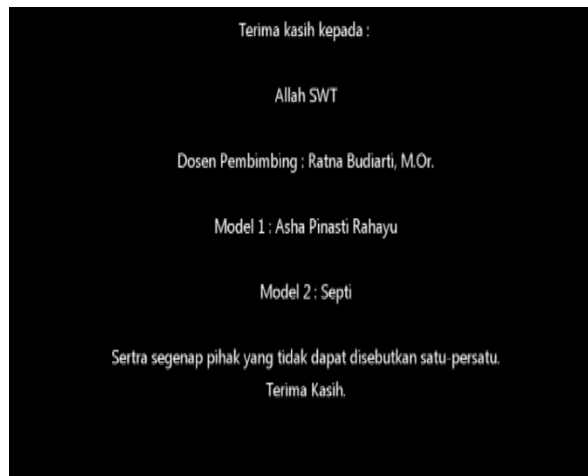 Terima kasih kepada :
Allah SWT
Dosen Pembimbing : Ratna Budiarti, M.Or.
Model 1 : Asha Pinasti Rahayu
Model 2 : Septi
Sertra segenap pihak yang tidak dapat disebutkan satu-persatu.
Terima Kasih.